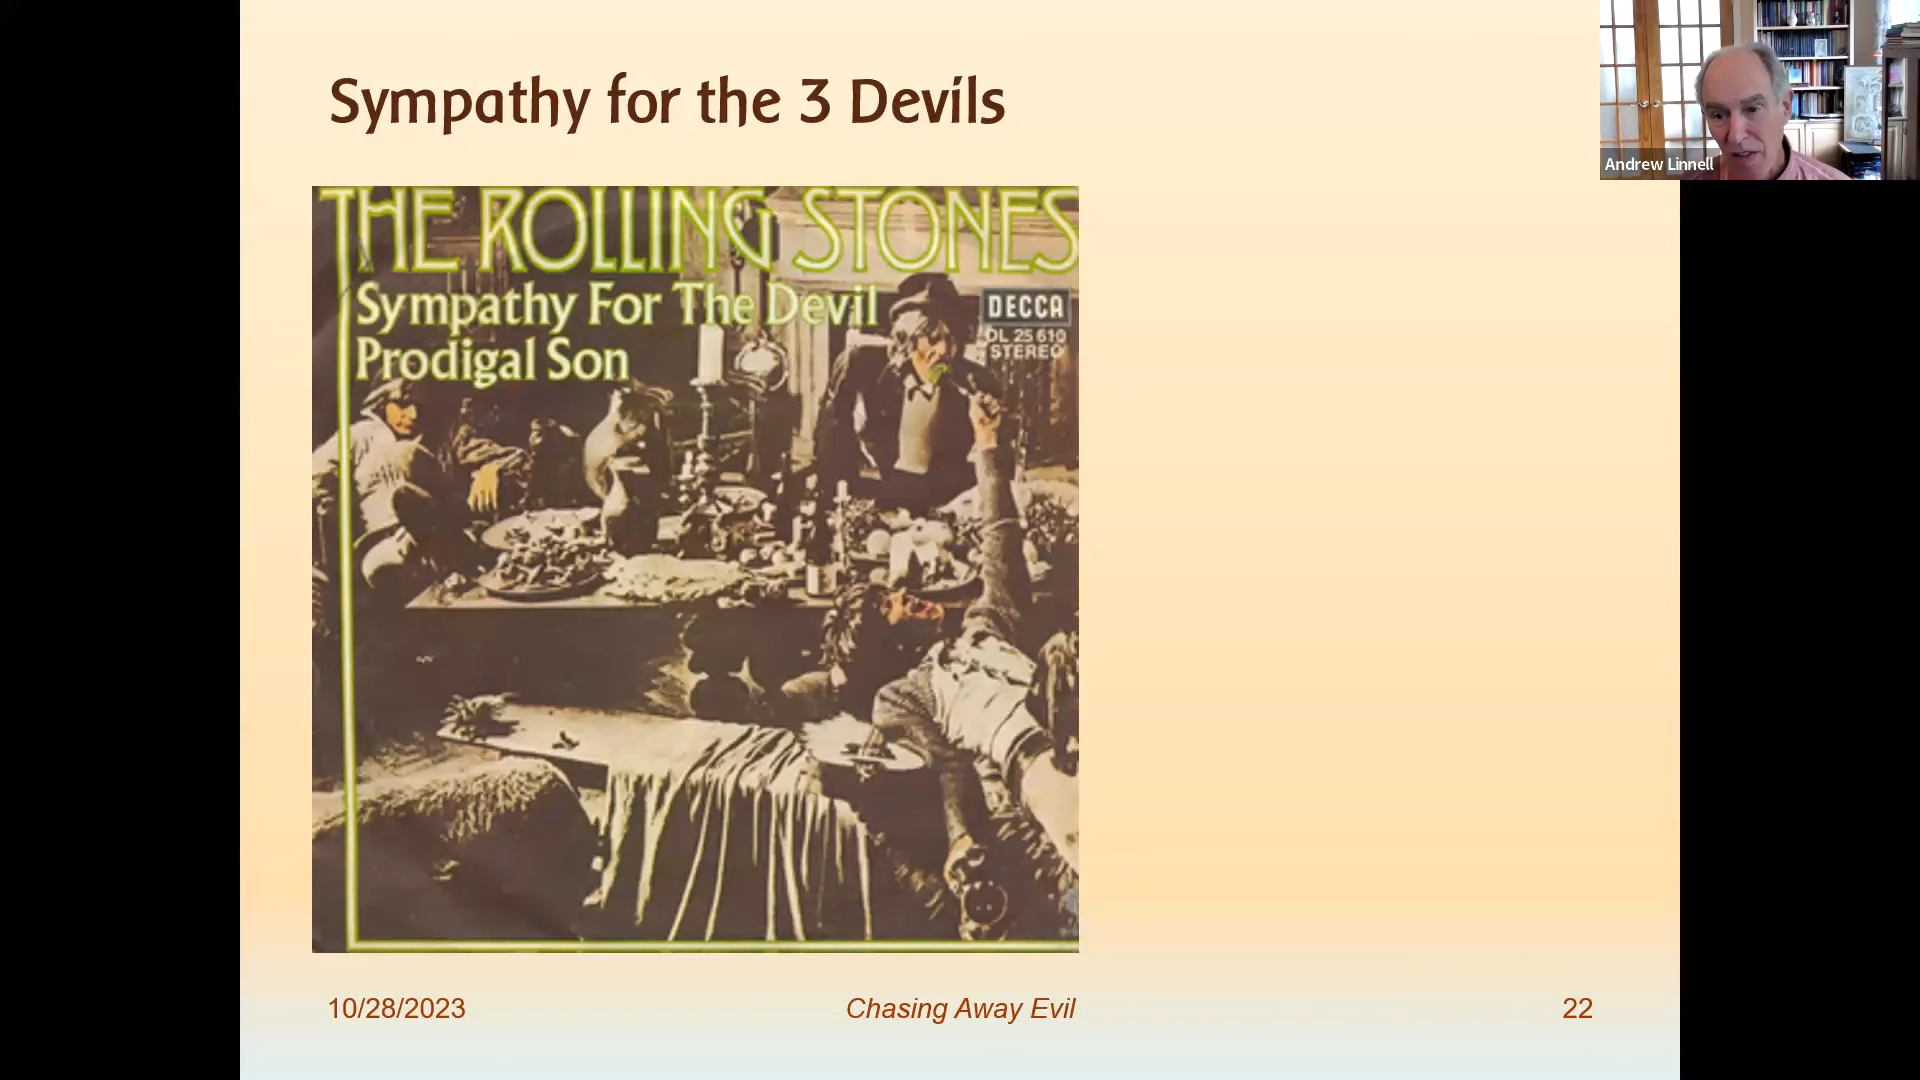 Sympathy for the 3 Devils
Andrew Linnell
THE ROLLING STONES
Sympathy For The Devil
Prodigal Son
DECCA
DL 25 610
STEREO
10/28/2023
Chasing Away Evil
22